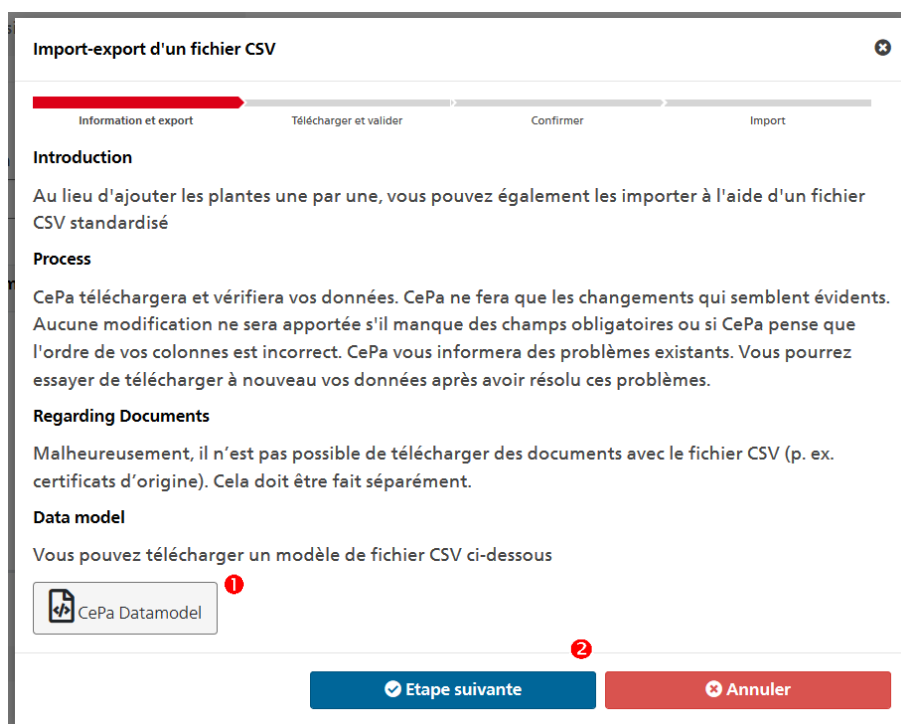 Import-export d'un fichier CSV
Information et export
Télécharger et valider
Confirmer
Import
Introduction
Au lieu d'ajouter les plantes une par une, vous pouvez également les importer à l'aide d'un fichier
CSV standardisé
Process
CePa téléchargera et vérifiera vos données. CePa ne fera que les changements qui semblent évidents.
Aucune modification ne sera apportée s'il manque des champs obligatoires ou si CePa pense que
l'ordre de vos colonnes est incorrect. CePa vous informera des problèmes existants. Vous pourrez
essayer de télécharger à nouveau vos données après avoir résolu ces problèmes.
Regarding Documents
Malheureusement, il n’est pas possible de télécharger des documents avec le fichier CSV (p. ex.
certificats d’origine). Cela doit être fait séparément.
Data model
Vous pouvez télécharger un modèle de fichier CSV ci-dessous
1
CePa Datamodel
2
Etape suivante
Annuler